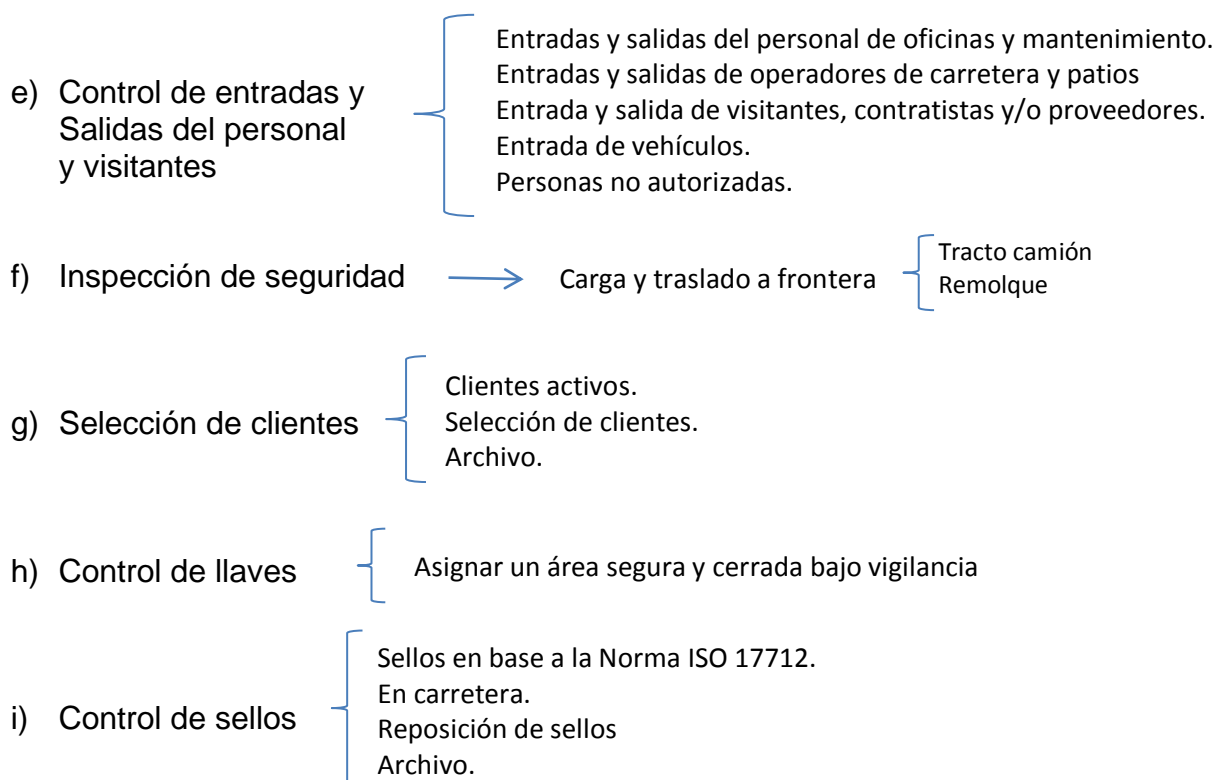 e) Control de entradas y
Salidas del personal
y visitantes
Entradas y salidas del personal de oficinas y mantenimiento.
Entradas y salidas de operadores de carretera y patios
Entrada y salida de visitantes, contratistas y/o proveedores.
Entrada de vehículos.
Personas no autorizadas.
f) Inspección de seguridad
Carga y traslado a frontera
Tracto camión
Remolque
g) Selección de clientes
Clientes activos.
Selección de clientes.
Archivo.
h) Control de llaves
Asignar un área segura y cerrada bajo vigilancia
i) Control de sellos
Sellos en base a la Norma ISO 17712.
En carretera.
Reposición de sellos
Archivo.